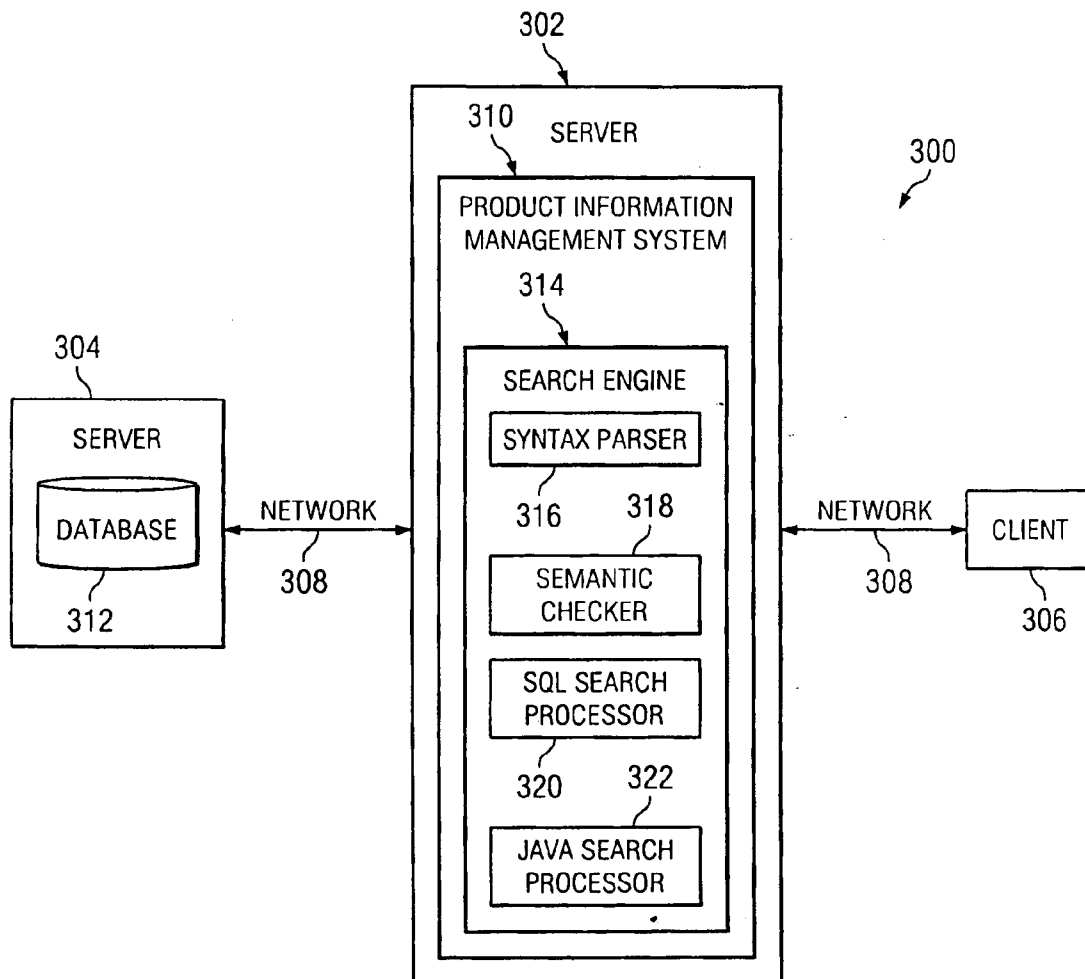 302
310
SERVER
300
PRODUCT INFORMATION
MANAGEMENT SYSTEM
314
304
SEARCH ENGINE
SERVER
SYNTAX PARSER
DATABASE
NETWORK
316
318
NETWORK
CLIENT
312
308
SEMANTIC
CHECKER
308
306
SQL SEARCH
PROCESSOR
320
322
JAVA SEARCH
PROCESSOR